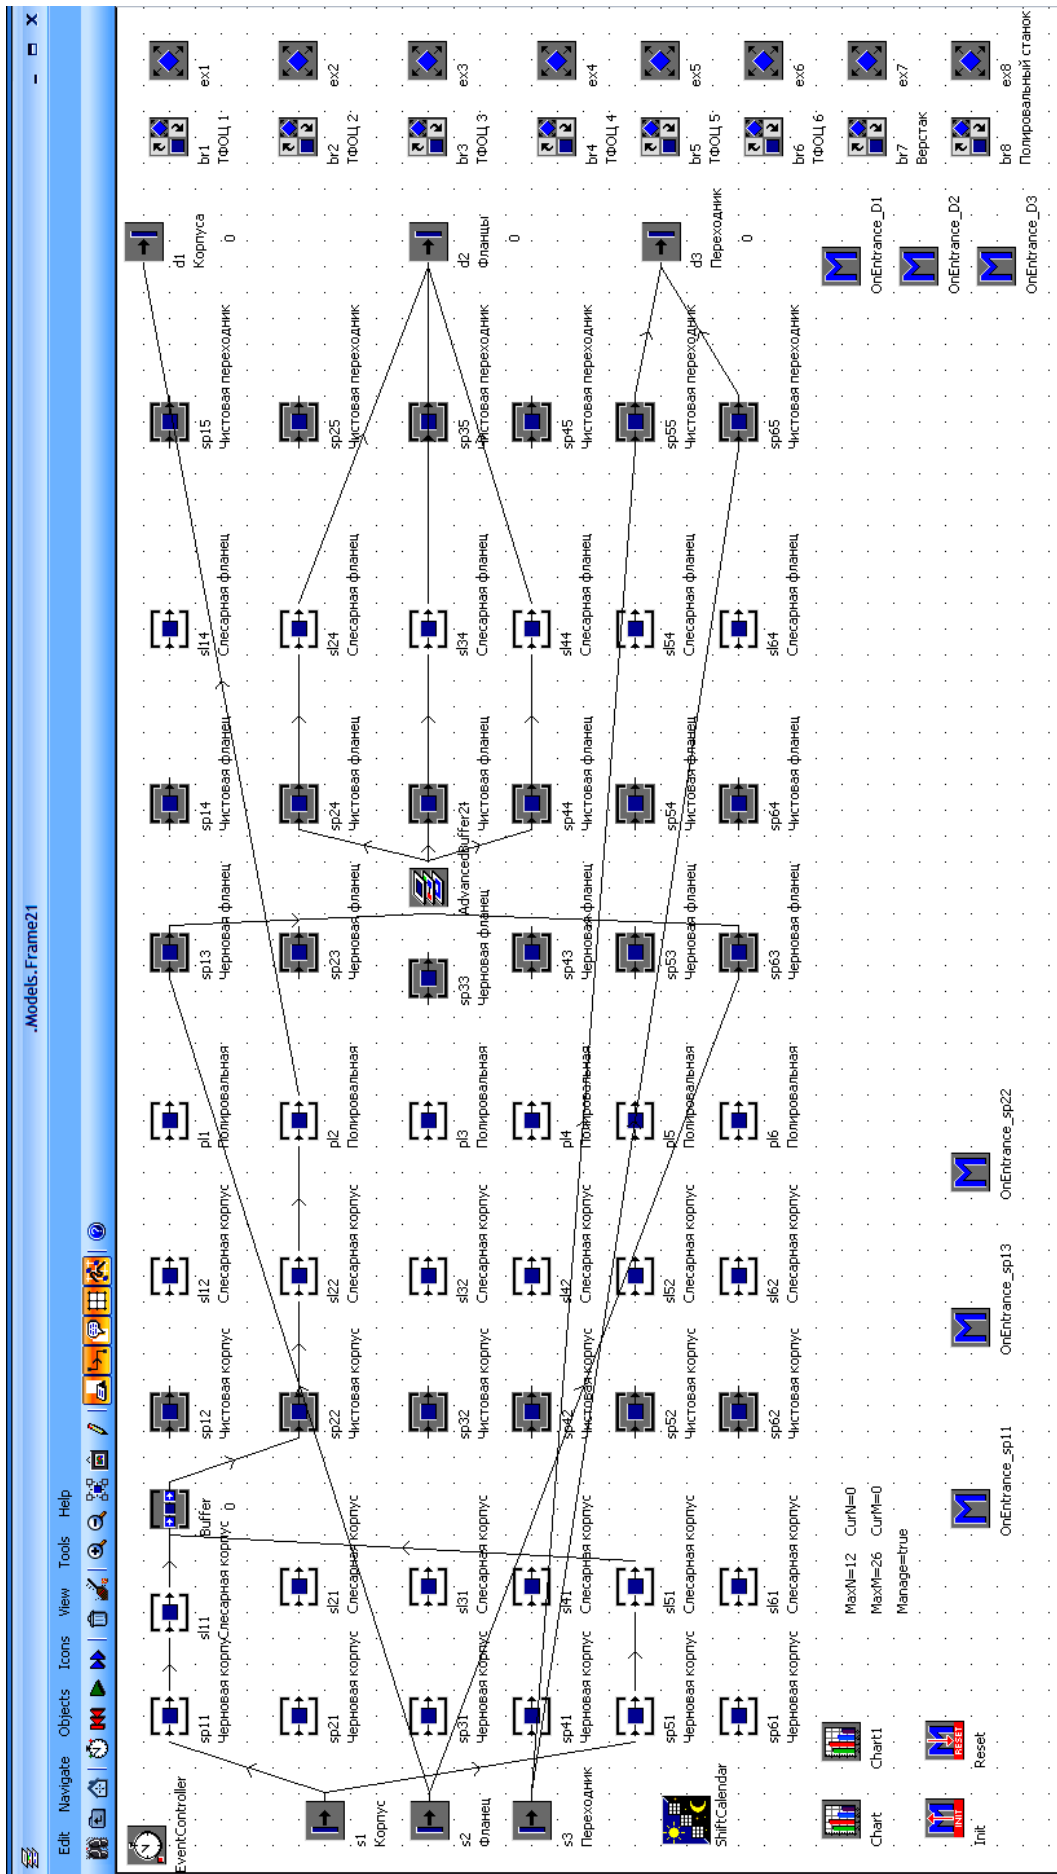 .Models.Frame21
Edit Navigate Objects Icons View Tools Help
EventController
sp11
Черновая корпус
sl11
Слесарная корпус
Buffer
0
sp12
Чистовая корпус
sl12
Слесарная корпус
pl1
Полировальная
sp13
Черновая фланец
sp14
Чистовая фланец
sl14
Слесарная фланец
sp15
Чистовая переходник
d1
Корпуса
0
br1
ТФОЦ 1
ex1
sp21
Черновая корпус
sl21
Слесарная корпус
sp22
Чистовая корпус
sl22
Слесарная корпус
pl2
Полировальная
sp23
Черновая фланец
sp24
Чистовая фланец
sl24
Слесарная фланец
sp25
Чистовая переходник
br2
ТФОЦ 2
ex2
s1
Корпус
sp31
Черновая корпус
sl31
Слесарная корпус
sp32
Чистовая корпус
sl32
Слесарная корпус
pl3
Полировальная
sp33
Черновая фланец
AdvancedBuffer21
Чистовая фланец
sl34
Слесарная фланец
sp35
Чистовая переходник
d2
Фланцы
0
br3
ТФОЦ 3
ex3
s2
Фланец
sp41
Черновая корпус
sl41
Слесарная корпус
sp42
Чистовая корпус
sl42
Слесарная корпус
pl4
Полировальная
sp43
Черновая фланец
sp44
Чистовая фланец
sl44
Слесарная фланец
sp45
Чистовая переходник
br4
ТФОЦ 4
ex4
s3
Переходник
sp51
Черновая корпус
sl51
Слесарная корпус
sp52
Чистовая корпус
sl52
Слесарная корпус
pl5
Полировальная
sp53
Черновая фланец
sp54
Чистовая фланец
sl54
Слесарная фланец
sp55
Чистовая переходник
d3
Переходник
0
br5
ТФОЦ 5
ex5
ShiftCalendar
sp61
Черновая корпус
sl61
Слесарная корпус
sp62
Чистовая корпус
sl62
Слесарная корпус
pl6
Полировальная
sp63
Черновая фланец
sp64
Чистовая фланец
sl64
Слесарная фланец
sp65
Чистовая переходник
br6
ТФОЦ 6
ex6
Chart
Chart1
MaxN=12 CurN=0
MaxM=26 CurM=0
Manage=true
OnEntrance_D1
OnEntrance_D2
OnEntrance_D3
br7
Верстак
ex7
INIT
Init
RESET
Reset
OnEntrance_sp11
OnEntrance_sp13
OnEntrance_sp22
br8
Полировальный станок
ex8